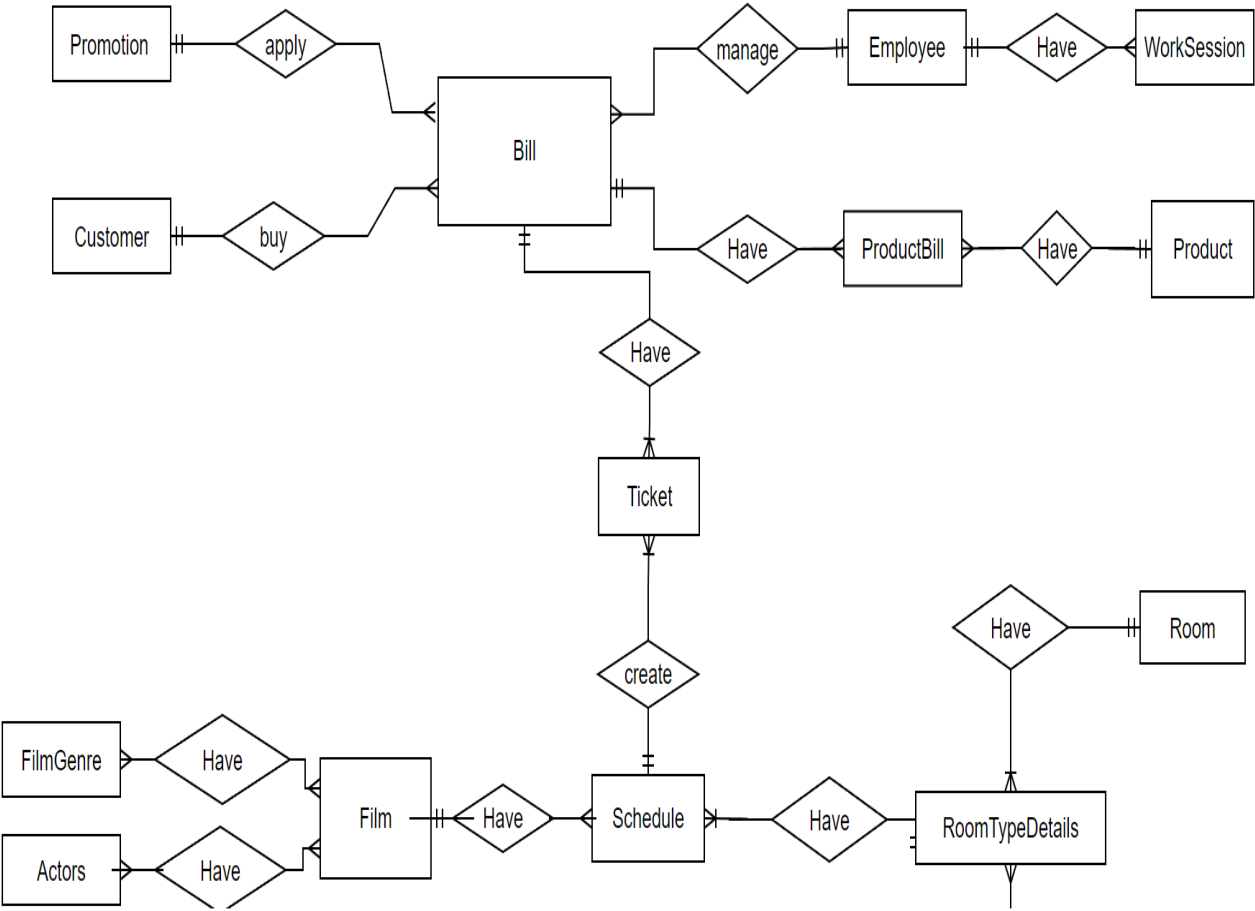 Promotion
apply
manage
Employee
Have
WorkSession
Bill
Customer
buy
Have
ProductBill
Have
Product
Have
Ticket
Have
Room
create
FilmGenre
Have
Film
Have
Schedule
Have
RoomTypeDetails
Actors
Have